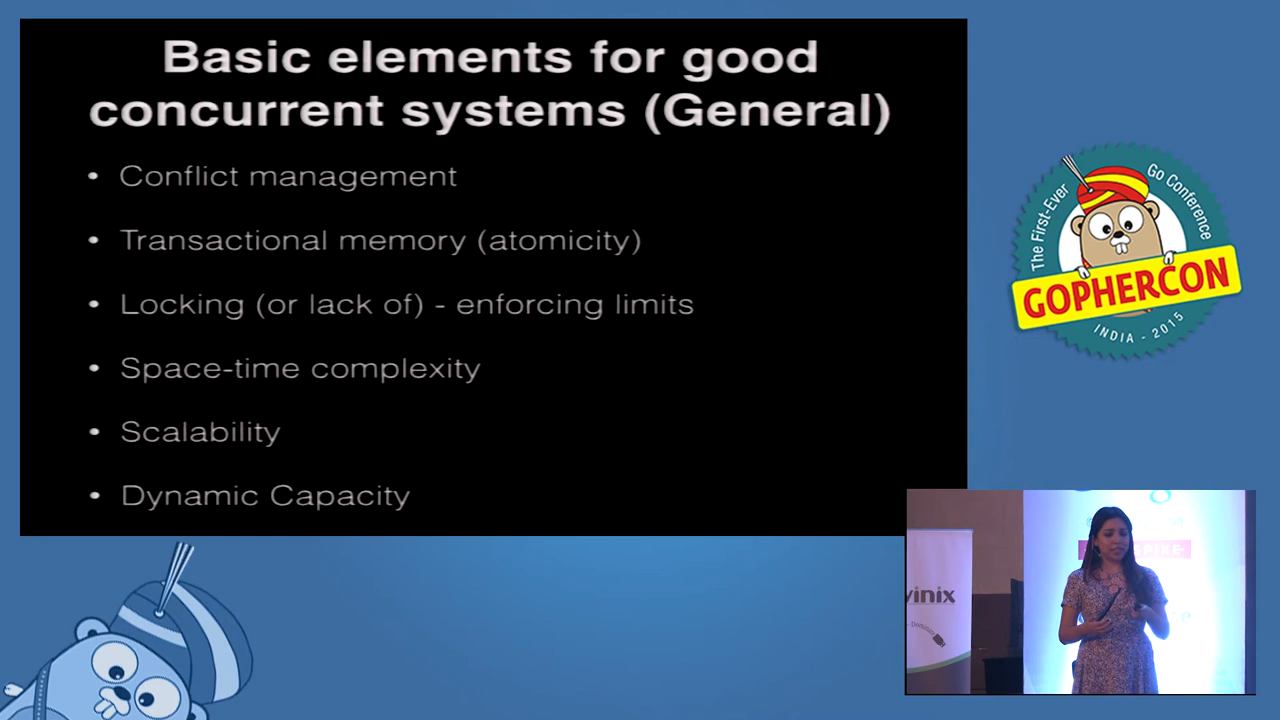 Basic elements for good
concurrent systems (General)
• Conflict management
• Transactional memory (atomicity)
• Locking (or lack of) - enforcing limits
• Space-time complexity
• Scalability
• Dynamic Capacity
The First-Ever
Go Conference
GOPHERCON
INDIA - 2015
vinix